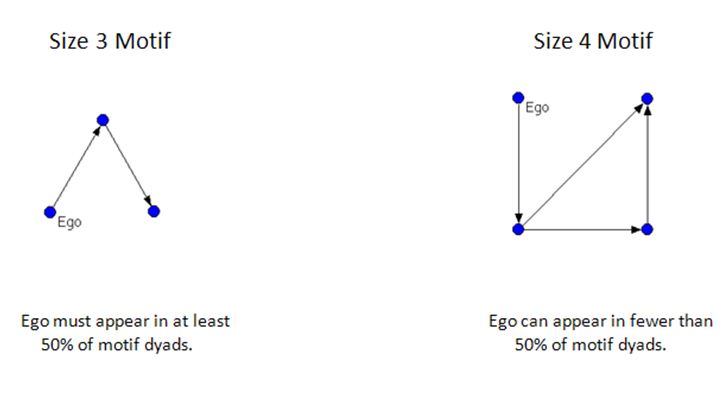 Size 3 Motif
Size 4 Motif
Ego
Ego
Ego must appear in at least
50% of motif dyads.
Ego can appear in fewer than
50% of motif dyads.